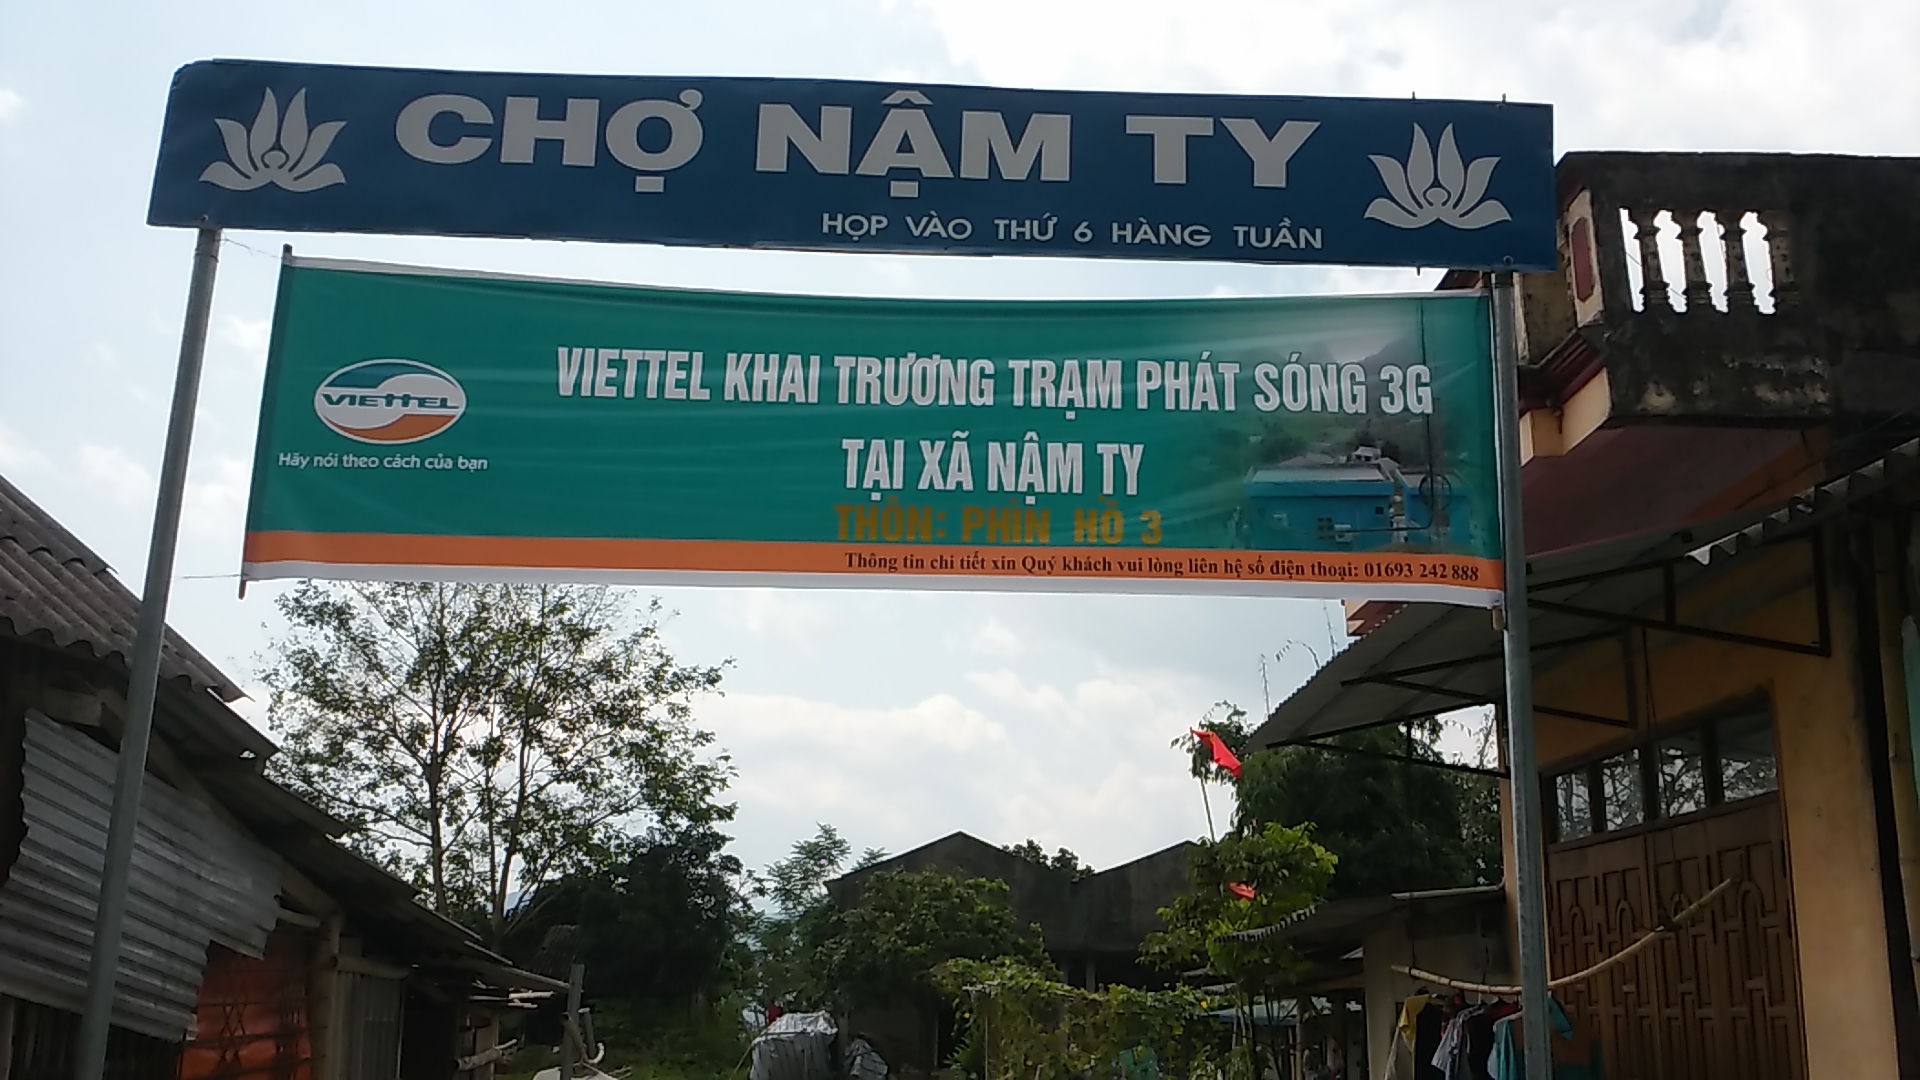 CHỢ NẬM TY
HỌP VÀO THỨ 6 HÀNG TUẦN
VIETTEL
Hãy nói theo cách của bạn
VIETTEL KHAI TRƯƠNG TRẠM PHÁT SÓNG 3G
TẠI XÃ NẬM TY
THÔN: PHÌN HỒ 3
Thông tin chi tiết xin Quý khách vui lòng liên hệ số điện thoại: 01693 242 888